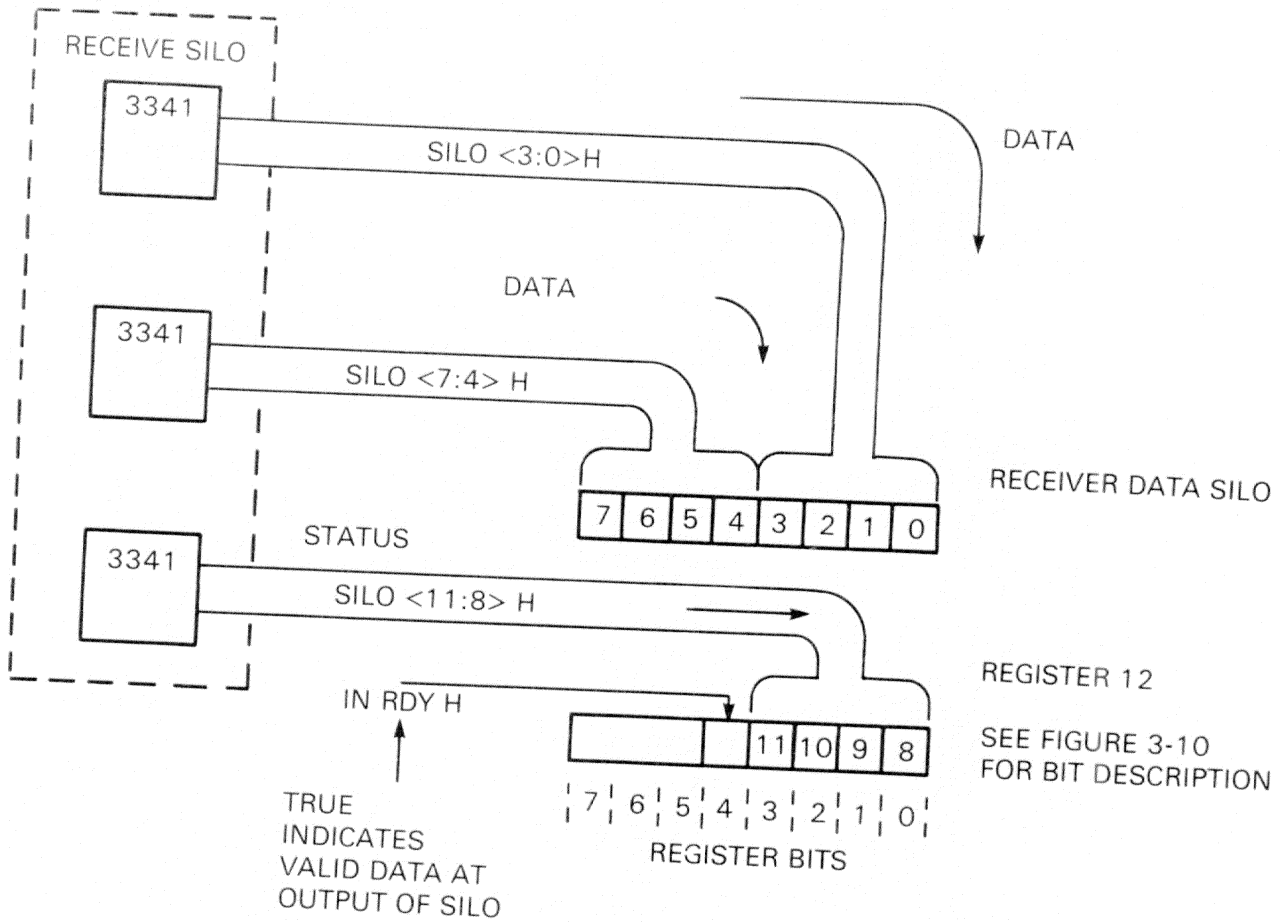 RECEIVE SILO
3341
SILO <3:0>H
DATA
3341
DATA
SILO <7:4> H
RECEIVER DATA SILO
7 6 5 4 3 2 1 0
3341
STATUS
SILO <11:8> H
REGISTER 12
IN RDY H
11 10 9 8
SEE FIGURE 3-10
FOR BIT DESCRIPTION
7 6 5 4 3 2 1 0
REGISTER BITS
TRUE
INDICATES
VALID DATA AT
OUTPUT OF SILO